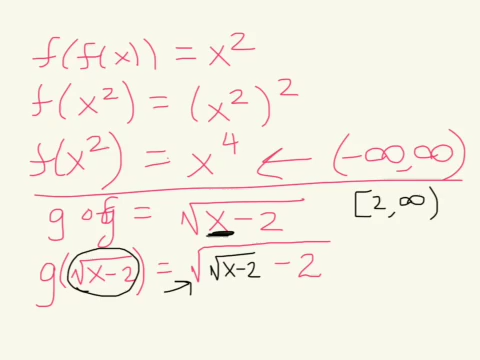 f(f(x)) = x²
f(x²) = (x²)²
f(x²) = x⁴ ← (-∞,∞)
[2,∞)
g∘g = √(x-2)
g(√(x-2)) = √(√(x-2) - 2)